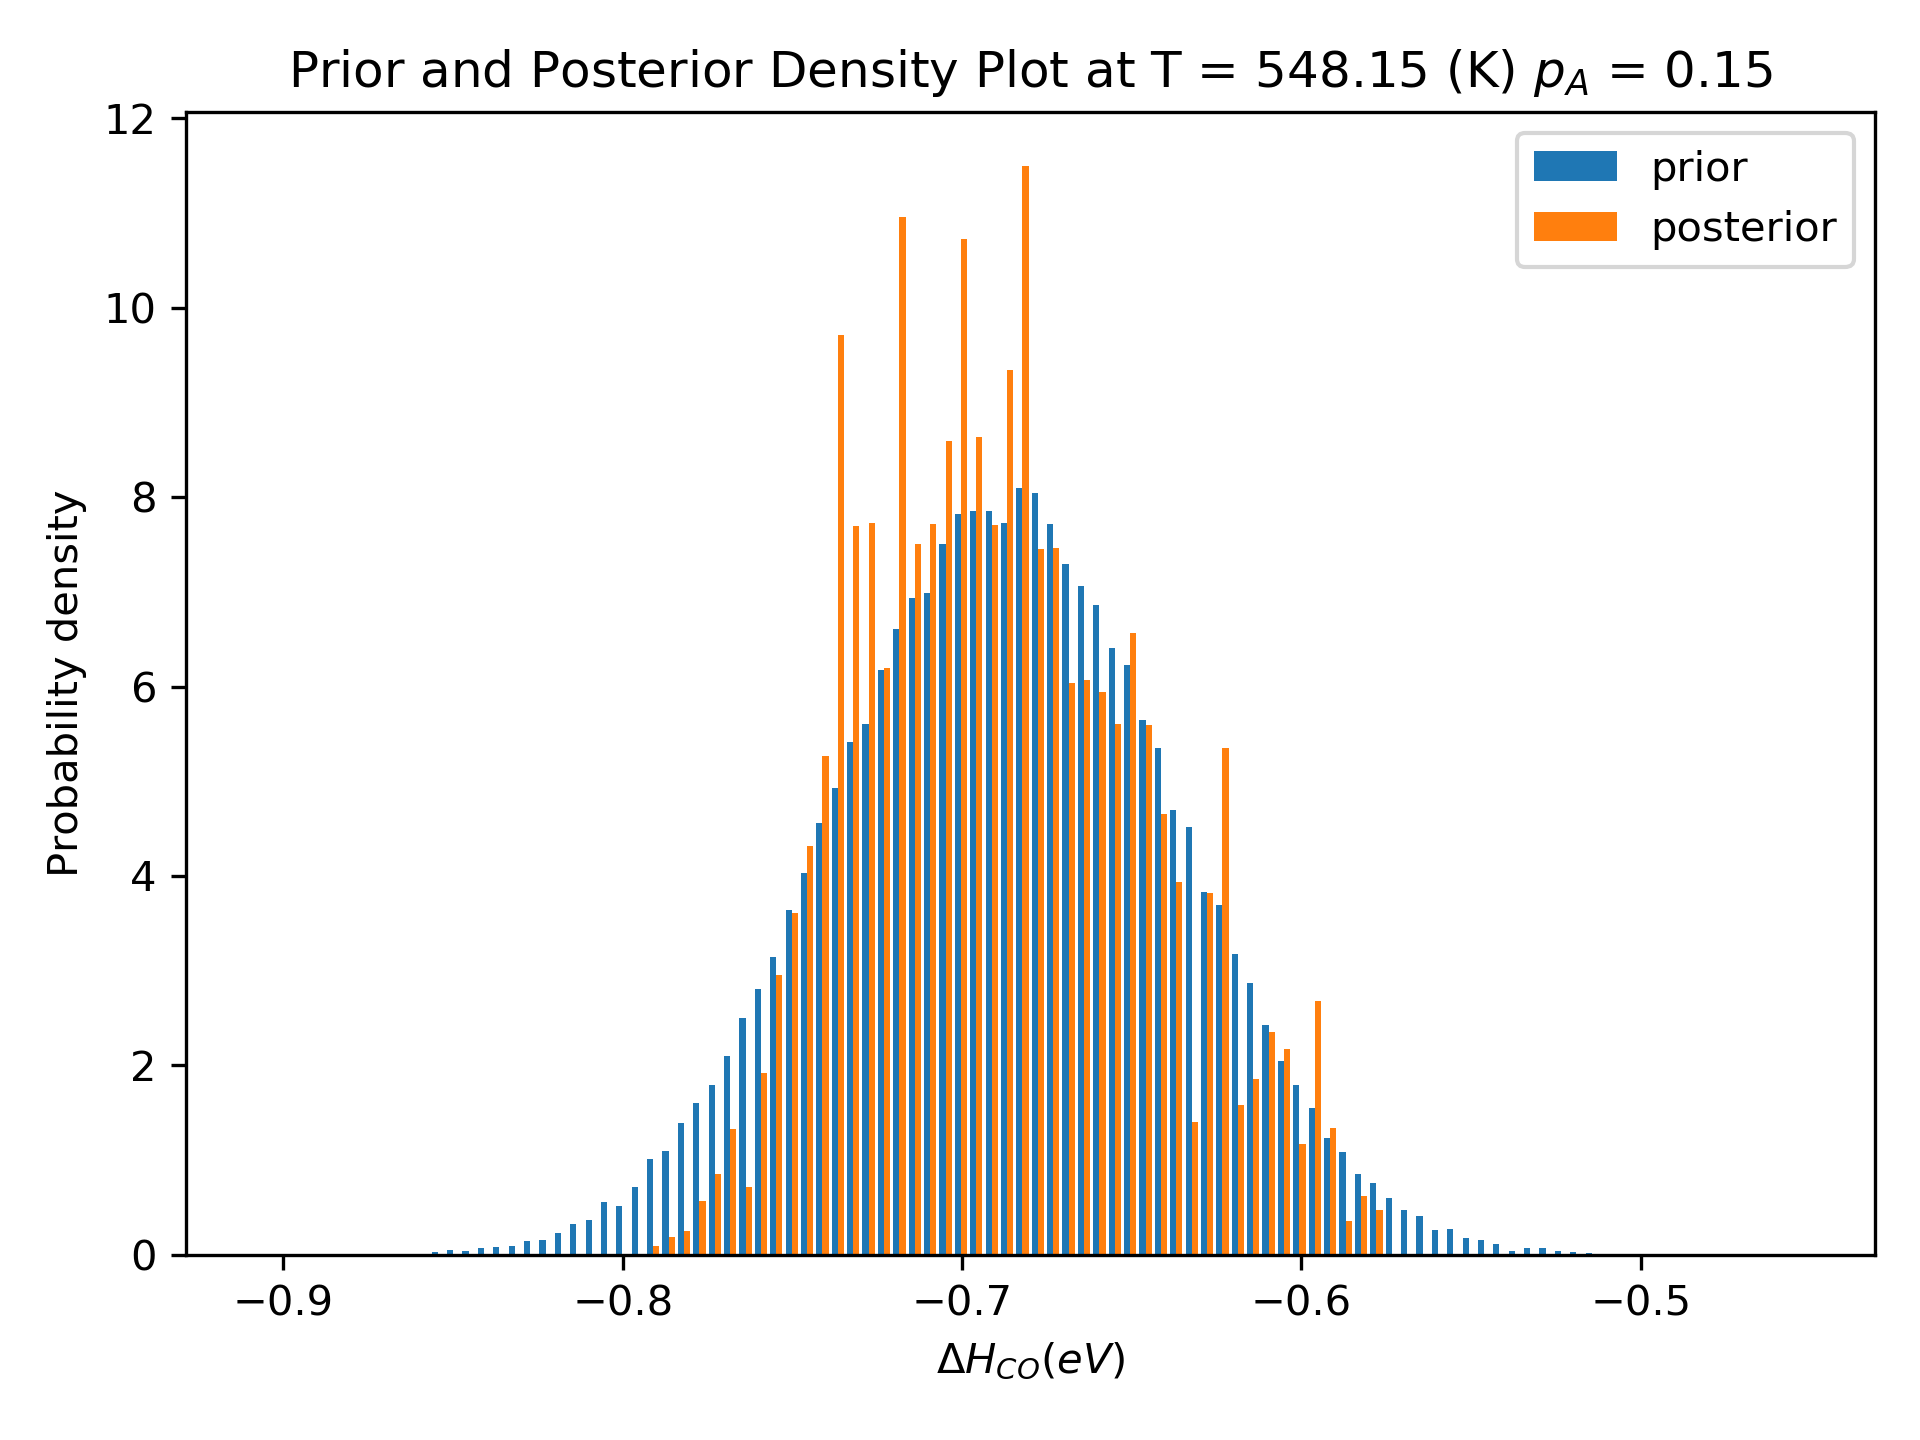 Prior and Posterior Density Plot at T = 548.15 (K) p_A = 0.15
prior
posterior
12
10
8
6
4
2
0
Probability density
−0.9 −0.8 −0.7 −0.6 −0.5
ΔH_CO(eV)